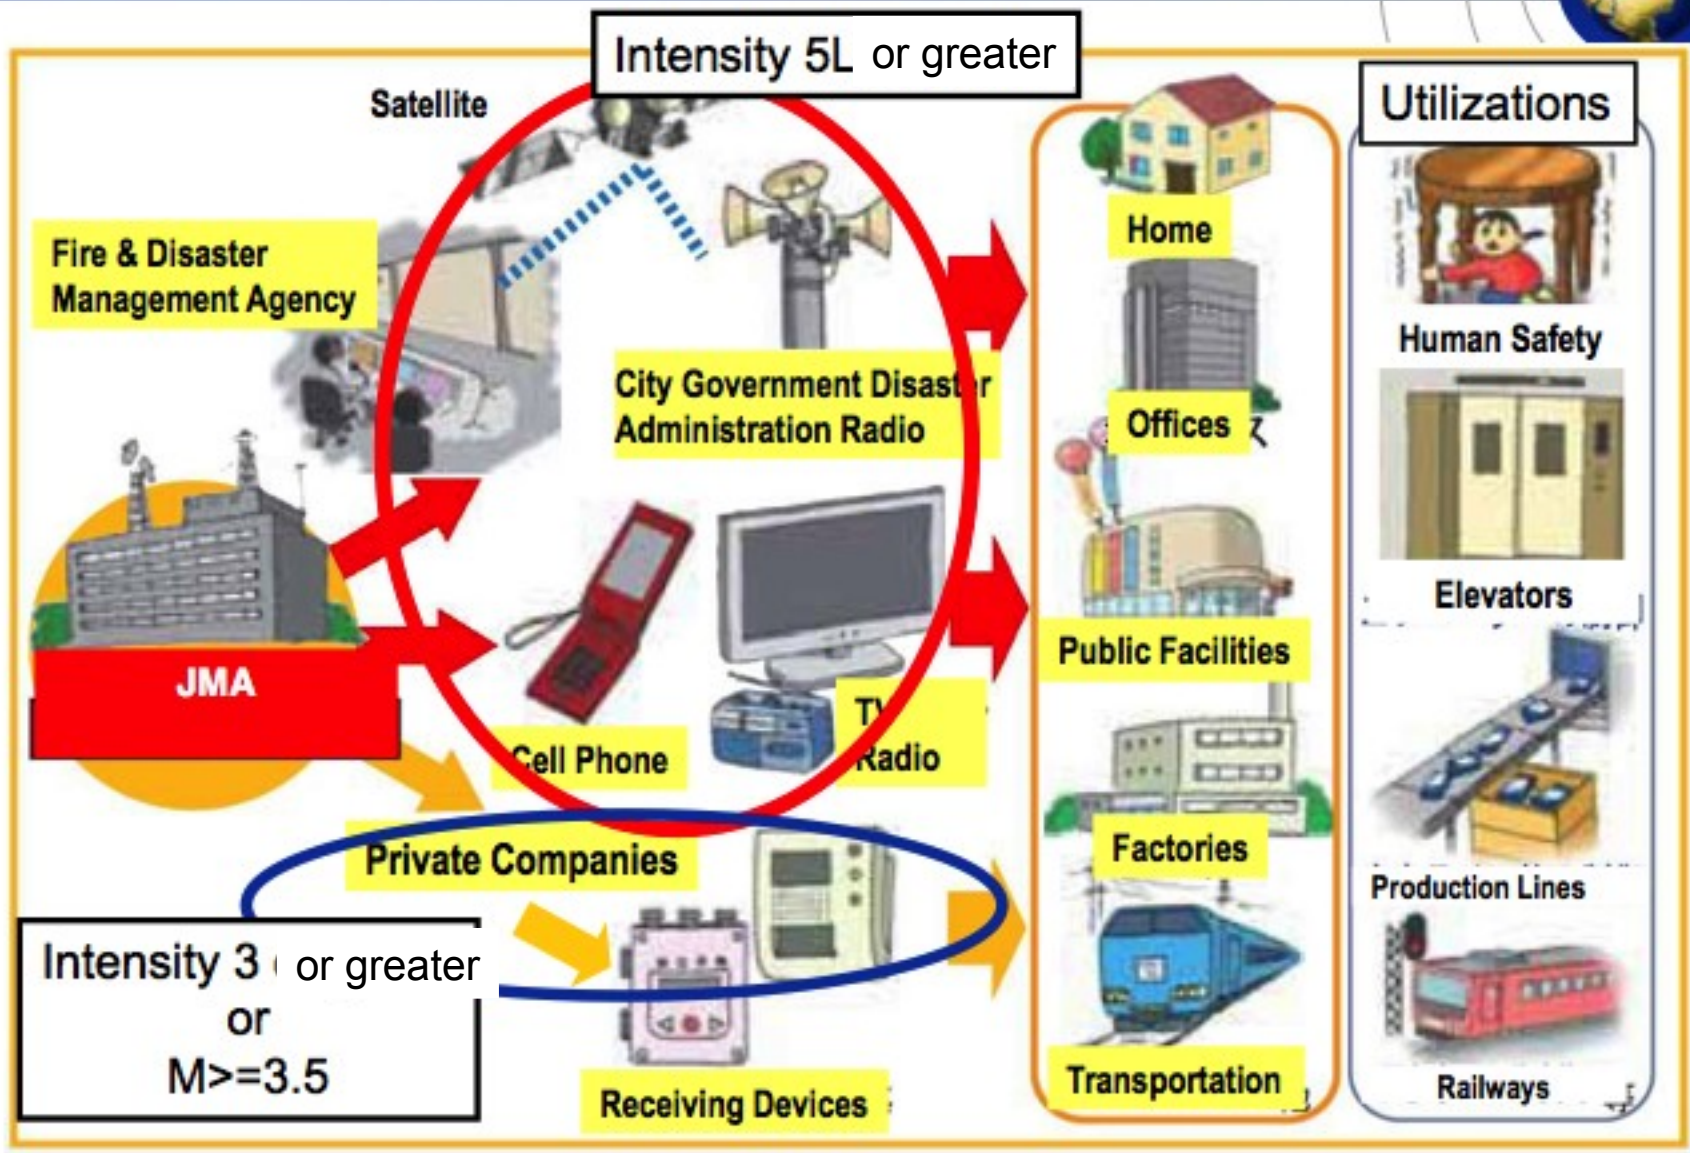 Intensity 5L or greater
Utilizations
Satellite
Fire & Disaster
Management Agency
City Government Disaster
Administration Radio
JMA
Cell Phone
TV
Radio
Private Companies
Intensity 3 or greater
or
M>=3.5
Receiving Devices
Home
Offices
Public Facilities
Factories
Transportation
Human Safety
Elevators
Production Lines
Railways